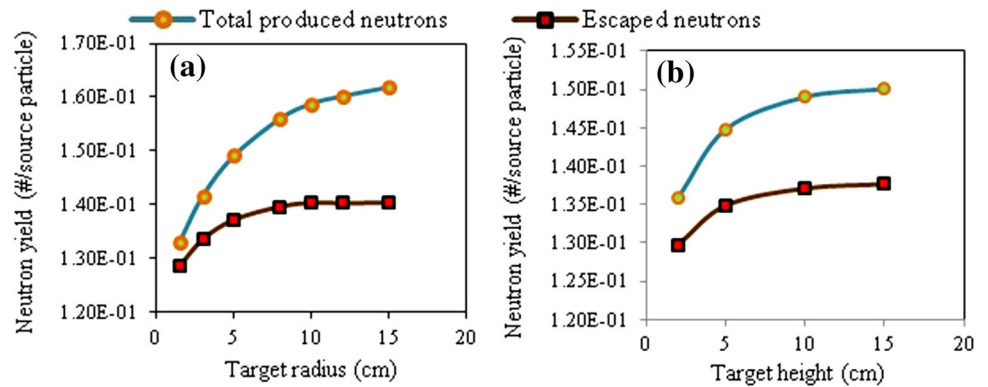 Total produced neutrons
Escaped neutrons
(a)
Neutron yield (#/source particle)
1.70E-01
1.60E-01
1.50E-01
1.40E-01
1.30E-01
1.20E-01
0
5
10
15
20
Target radius (cm)
(b)
Neutron yield (#/source particle)
1.55E-01
1.50E-01
1.45E-01
1.40E-01
1.35E-01
1.30E-01
1.25E-01
1.20E-01
0
5
10
15
20
Target height (cm)